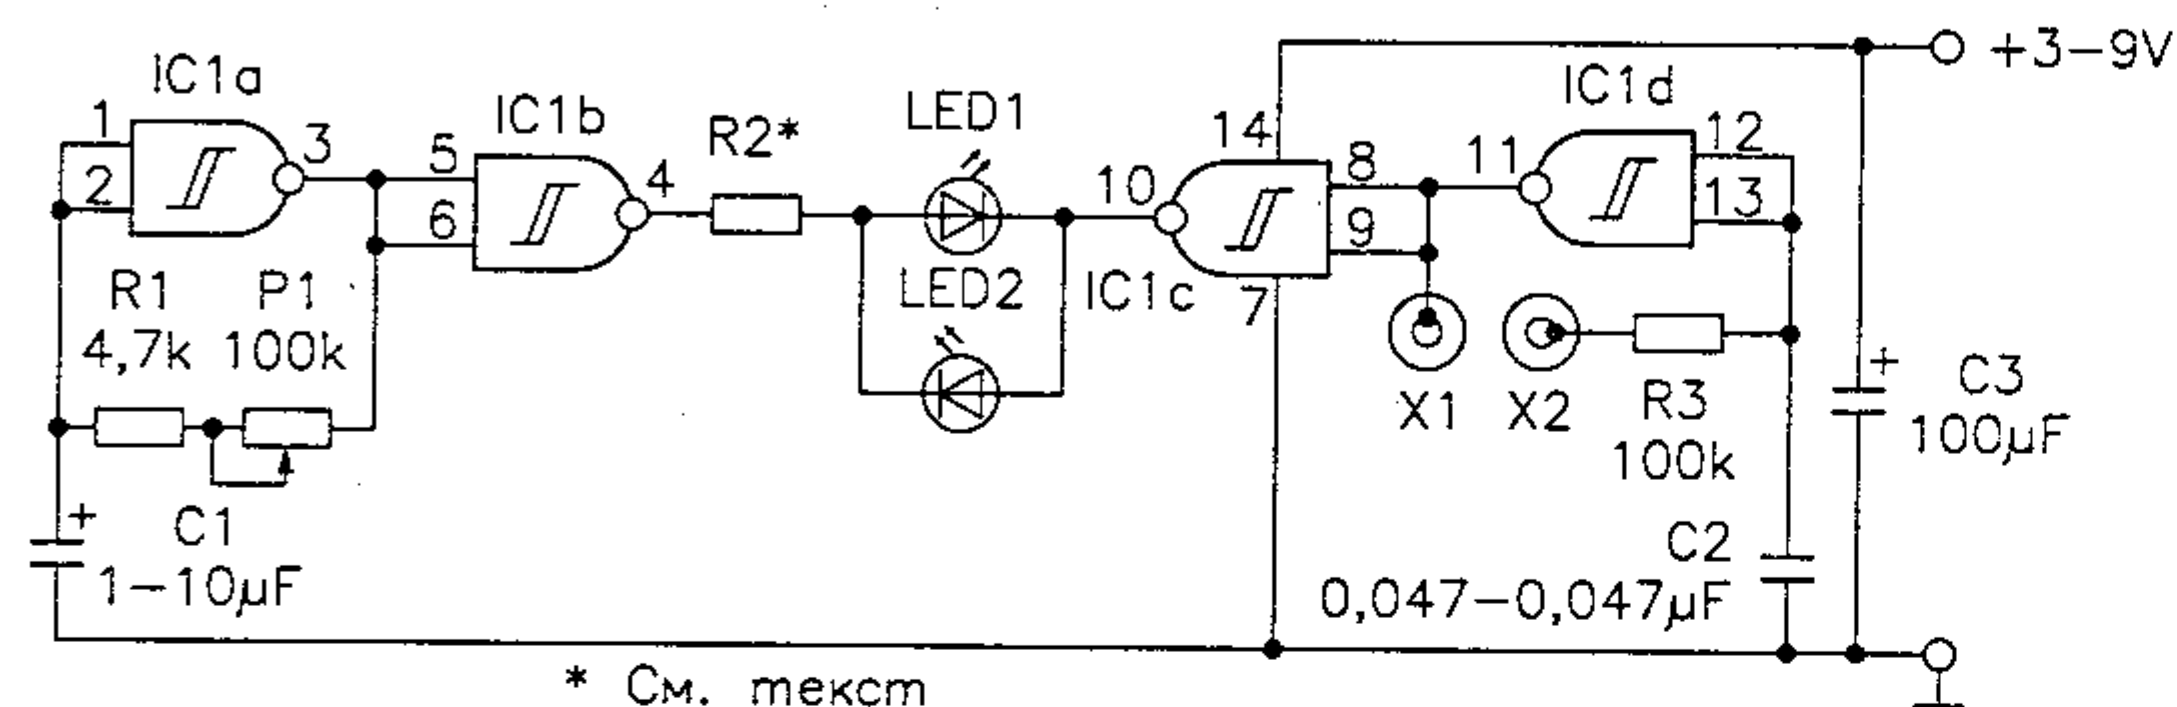 IC1a
1
2
3
IC1b
5
6
4
R2*
LED1
LED2
10
IC1c
14
7
8
9
11
IC1d
12
13
+3-9V
R1
4,7k
P1
100k
+
C1
1-10µF
X1
X2
R3
100k
+
C3
100µF
C2
0,047-0,047µF
* См. текст